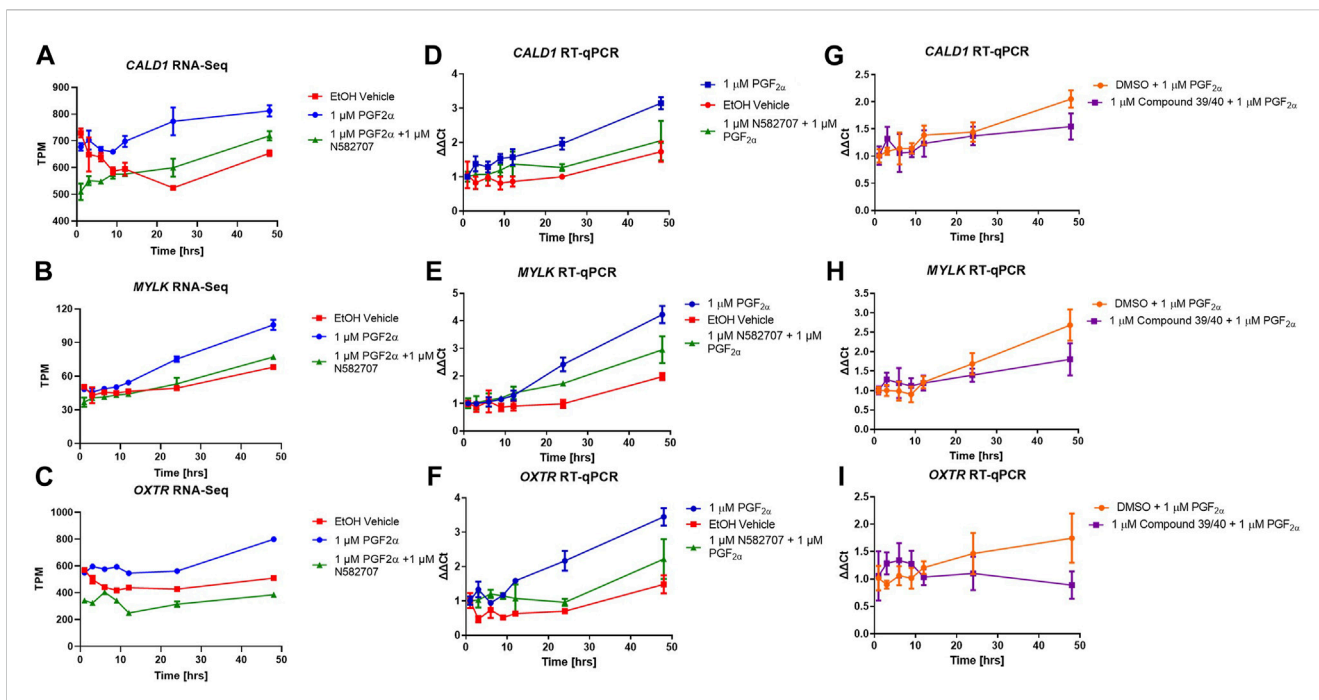 A
CALD1 RNA-Seq
TPM
1000
900
800
700
600
500
400
0 10 20 30 40 50
Time [hrs]
EtOH Vehicle
1 µM PGF2α
1 µM PGF2α +1 µM
N582707
D
CALD1 RT-qPCR
ΔΔCt
4
3
2
1
0
0 10 20 30 40 50
Time [hrs]
1 µM PGF2α
EtOH Vehicle
1 µM N582707 + 1 µM
PGF2α
G
CALD1 RT-qPCR
ΔΔCt
2.5
2.0
1.5
1.0
0.5
0.0
0 10 20 30 40 50
Time [hrs]
DMSO + 1 µM PGF2α
1 µM Compound 39/40 + 1 µM PGF2α
B
MYLK RNA-Seq
TPM
120
90
60
30
0
0 10 20 30 40 50
Time [hrs]
EtOH Vehicle
1 µM PGF2α
1 µM PGF2α +1 µM
N582707
E
MYLK RT-qPCR
ΔΔCt
5
4
3
2
1
0
0 10 20 30 40 50
Time [hrs]
1 µM PGF2α
EtOH Vehicle
1 µM N582707 + 1 µM
PGF2α
H
MYLK RT-qPCR
ΔΔCt
3.5
3.0
2.5
2.0
1.5
1.0
0.5
0.0
0 10 20 30 40 50
Time [hrs]
DMSO + 1 µM PGF2α
1 µM Compound 39/40 + 1 µM PGF2α
C
OXTR RNA-Seq
TPM
1000
800
600
400
200
0
0 10 20 30 40 50
Time [hrs]
EtOH Vehicle
1 µM PGF2α
1 µM PGF2α +1 µM
N582707
F
OXTR RT-qPCR
ΔΔCt
4
3
2
1
0
0 10 20 30 40 50
Time [hrs]
1 µM PGF2α
EtOH Vehicle
1 µM N582707 + 1 µM
PGF2α
I
OXTR RT-qPCR
ΔΔCt
2.5
2.0
1.5
1.0
0.5
0.0
0 10 20 30 40 50
Time [hrs]
DMSO + 1 µM PGF2α
1 µM Compound 39/40 + 1 µM PGF2α